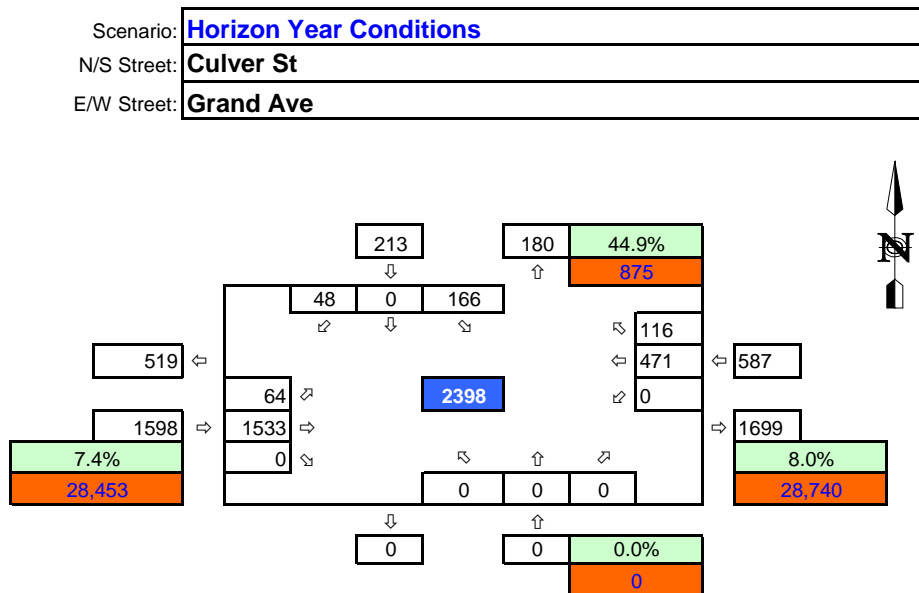 Scenario: Horizon Year Conditions
N/S Street: Culver St
E/W Street: Grand Ave
N
213 180 44.9%
⇩ ⇧ 875
48 0 166
⬃ ⇩ ⬂ ⬁ 116
519 ⇦ ⇦ 471 ⇦ 587
64 ⬀ 2398 ⬃ 0
1598 ⇨ 1533 ⇨ ⇨ 1699
7.4% 0 ⬂ ⬁ ⇧ ⬀ 8.0%
28,453 0 0 0 28,740
⇩ ⇧
0 0 0.0%
0